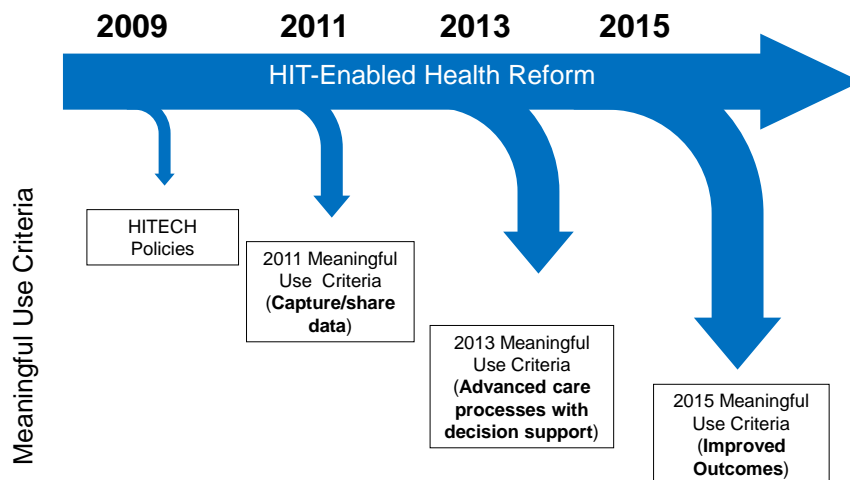 2009 2011 2013 2015
HIT-Enabled Health Reform
Meaningful Use Criteria
HITECH
Policies
2011 Meaningful
Use Criteria
(Capture/share
data)
2013 Meaningful
Use Criteria
(Advanced care
processes with
decision support)
2015 Meaningful
Use Criteria
(Improved
Outcomes)